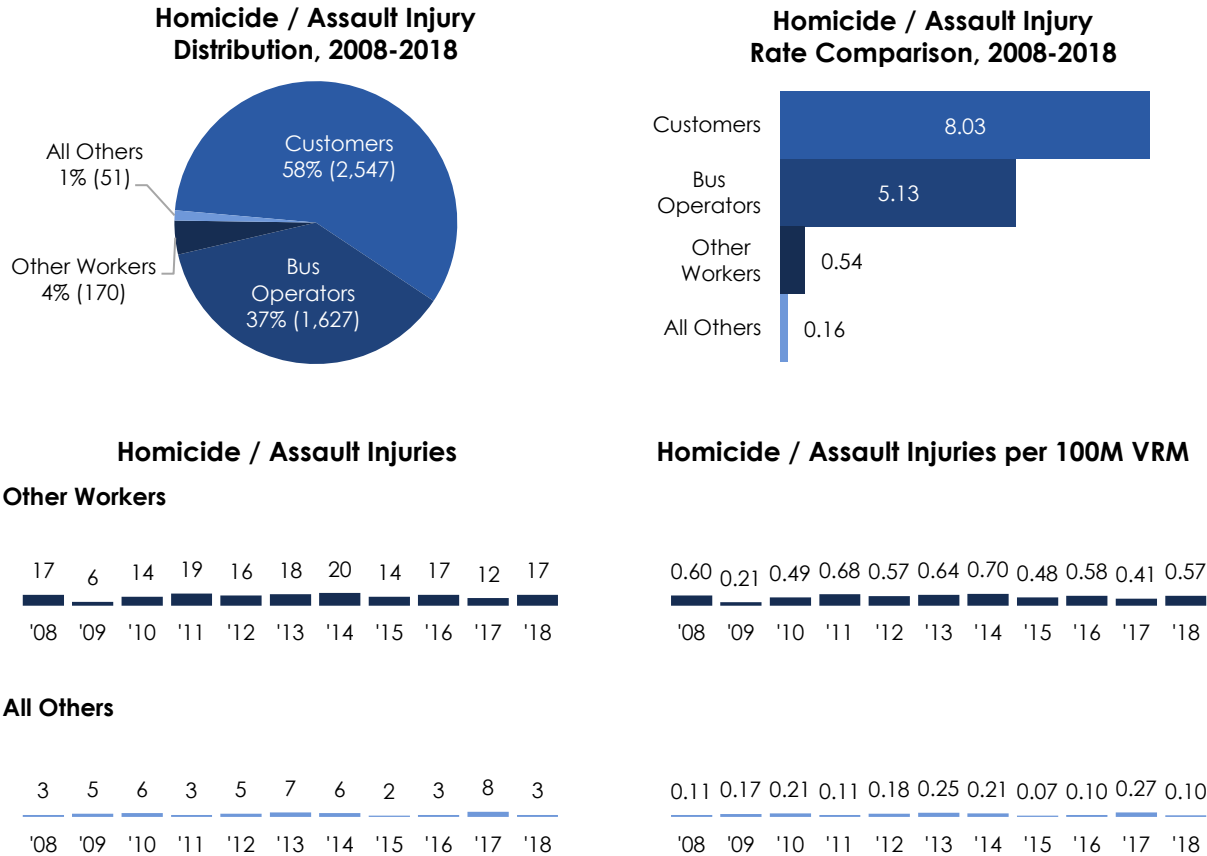 Homicide / Assault Injury
Distribution, 2008-2018
Customers
58% (2,547)
All Others
1% (51)
Other Workers
4% (170)
Bus
Operators
37% (1,627)
Homicide / Assault Injury
Rate Comparison, 2008-2018
Customers
8.03
Bus
Operators
5.13
Other
Workers
0.54
All Others
0.16
Homicide / Assault Injuries
Homicide / Assault Injuries per 100M VRM
Other Workers
17 6 14 19 16 18 20 14 17 12 17
'08 '09 '10 '11 '12 '13 '14 '15 '16 '17 '18
0.60 0.21 0.49 0.68 0.57 0.64 0.70 0.48 0.58 0.41 0.57
'08 '09 '10 '11 '12 '13 '14 '15 '16 '17 '18
All Others
3 5 6 3 5 7 6 2 3 8 3
'08 '09 '10 '11 '12 '13 '14 '15 '16 '17 '18
0.11 0.17 0.21 0.11 0.18 0.25 0.21 0.07 0.10 0.27 0.10
'08 '09 '10 '11 '12 '13 '14 '15 '16 '17 '18